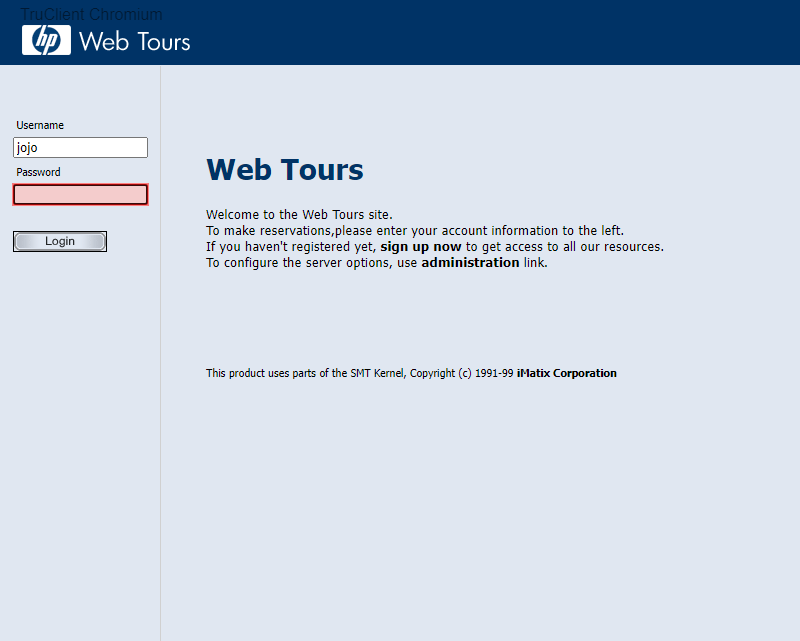 TruClient Chromium
hp Web Tours
Username
jojo
Password
Login
Web Tours
Welcome to the Web Tours site.
To make reservations,please enter your account information to the left.
If you haven't registered yet, sign up now to get access to all our resources.
To configure the server options, use administration link.
This product uses parts of the SMT Kernel, Copyright (c) 1991-99 iMatix Corporation